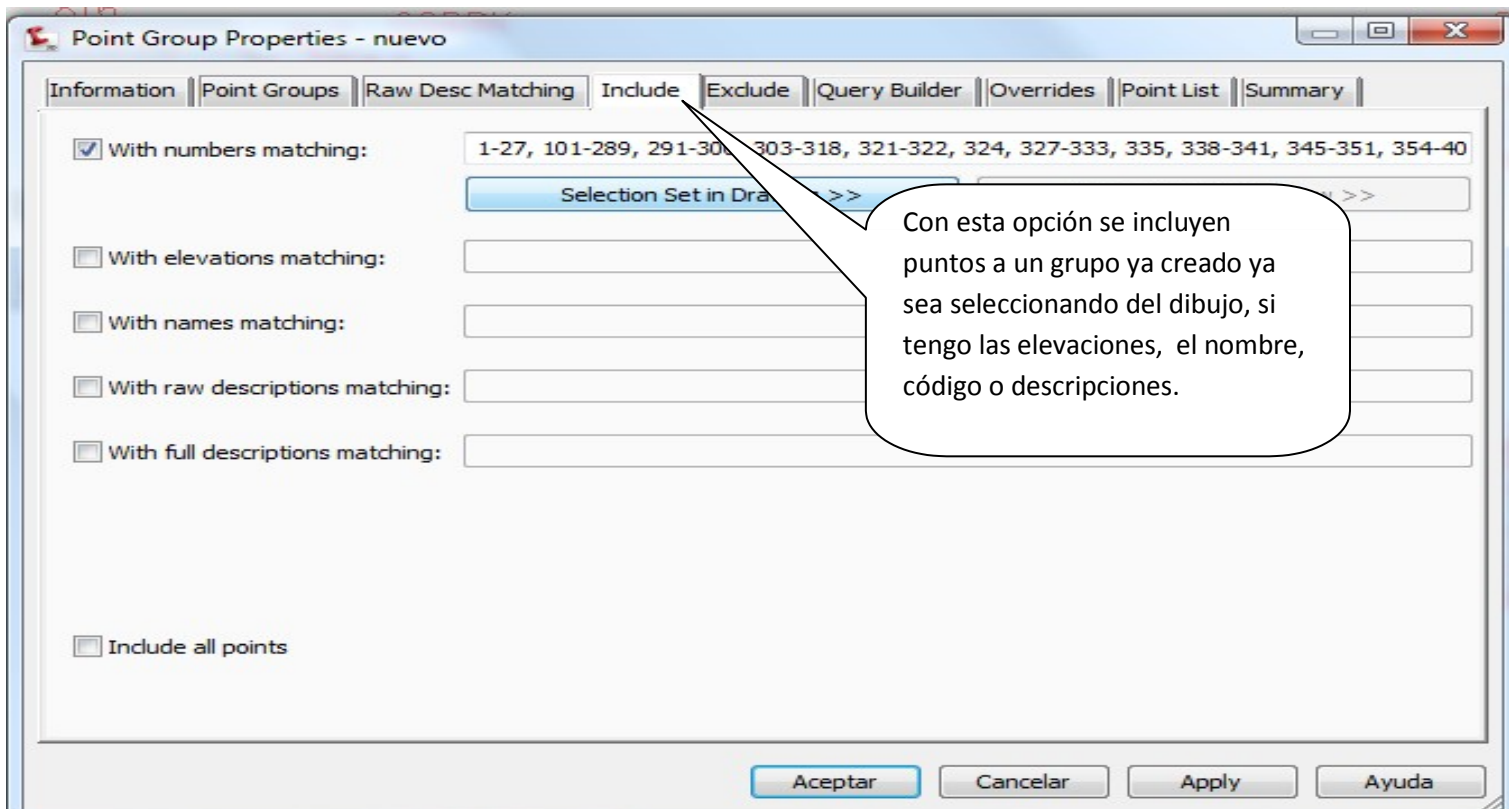 Point Group Properties - nuevo
Information Point Groups Raw Desc Matching Include Exclude Query Builder Overrides Point List Summary
With numbers matching: 1-27, 101-289, 291-300, 303-318, 321-322, 324, 327-333, 335, 338-341, 345-351, 354-40
Selection Set in >>
>>
With elevations matching:
With names matching:
With raw descriptions matching:
With full descriptions matching:
Include all points
Con esta opción se incluyen
puntos a un grupo ya creado ya
sea seleccionando del dibujo, si
tengo las elevaciones, el nombre,
código o descripciones.
Aceptar Cancelar Apply Ayuda